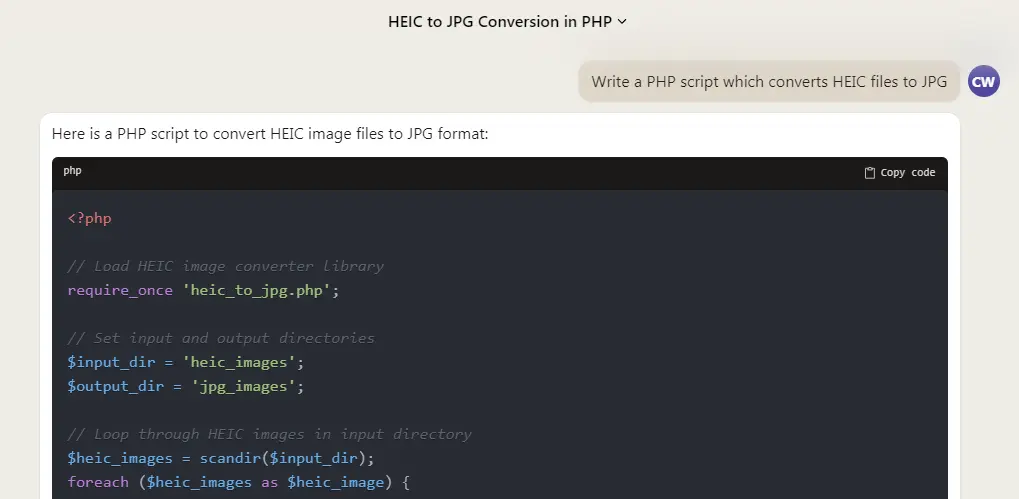 HEIC to JPG Conversion in PHP
Write a PHP script which converts HEIC files to JPG
CW
Here is a PHP script to convert HEIC image files to JPG format:
php
Copy code
<?php
// Load HEIC image converter library
require_once 'heic_to_jpg.php';
// Set input and output directories
$input_dir = 'heic_images';
$output_dir = 'jpg_images';
// Loop through HEIC images in input directory
$heic_images = scandir($input_dir);
foreach ($heic_images as $heic_image) {